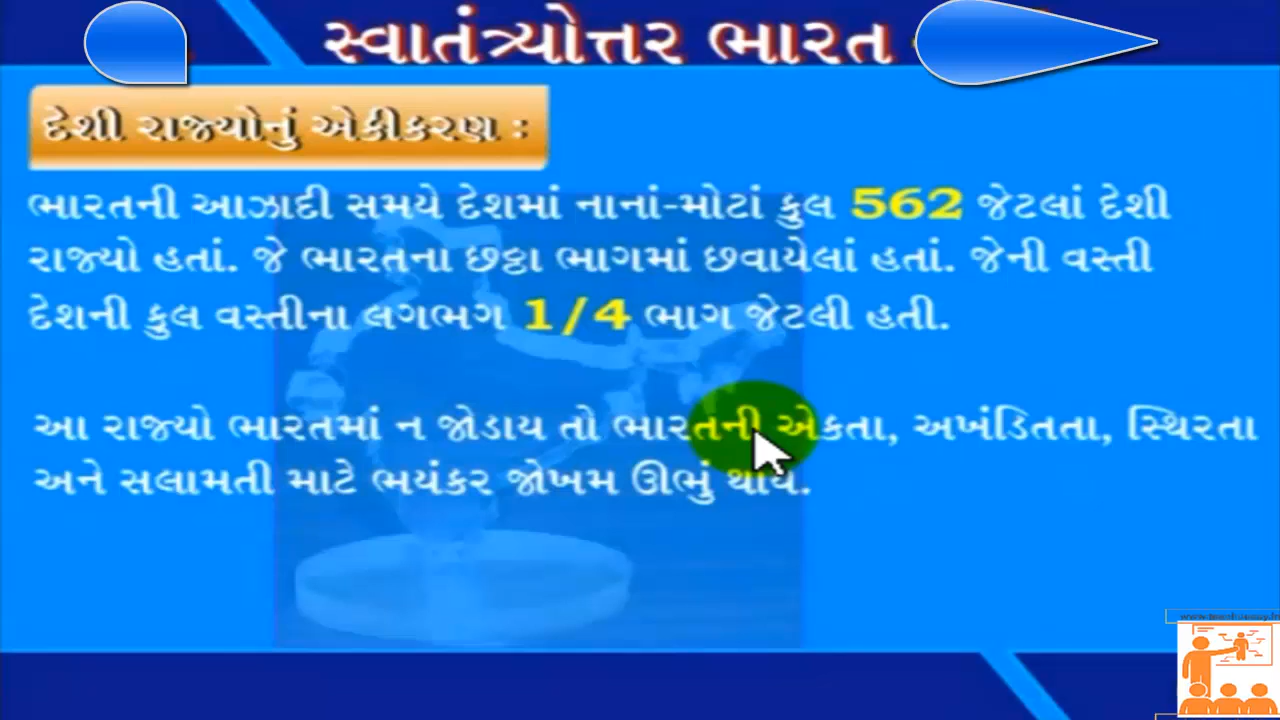 સ્વાતંત્ર્યોત્તર ભારત
દેશી રાજ્યોનું એકીકરણ :
ભારતની આઝાદી સમયે દેશમાં નાનાં-મોટાં કુલ 562 જેટલાં દેશી
રાજ્યો હતાં. જે ભારતના છઠ્ઠા ભાગમાં છવાયેલાં હતાં. જેની વસ્તી
દેશની કુલ વસ્તીના લગભગ 1/4 ભાગ જેટલી હતી.
આ રાજ્યો ભારતમાં ન જોડાય તો ભારતની એકતા, અખંડિતતા, સ્થિરતા
અને સલામતી માટે ભયંકર જોખમ ઊભું થાય.